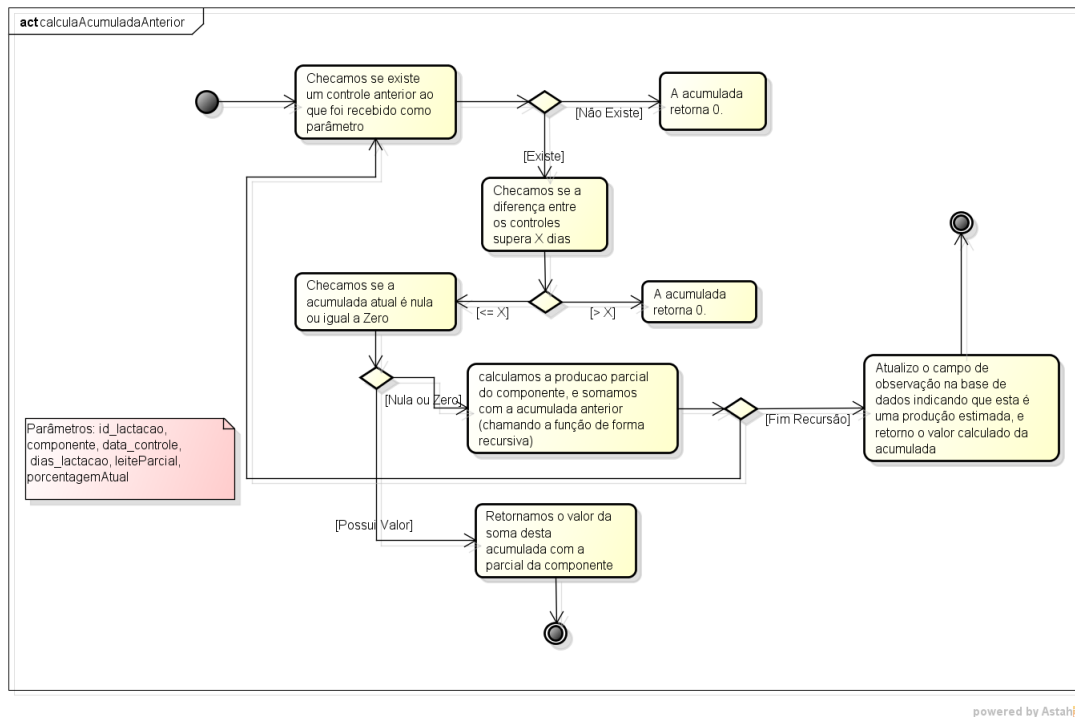 act calculaAcumuladaAnterior
Checamos se existe
um controle anterior ao
que foi recebido como
parâmetro
[Não Existe]
A acumulada
retorna 0.
[Existe]
Checamos se a
diferença entre
os controles
supera X dias
Checamos se a
acumulada atual é nula
ou igual a Zero
[<= X]
[> X]
A acumulada
retorna 0.
[Nula ou Zero]
calculamos a producao parcial
do componente, e somamos
com a acumulada anterior
(chamando a função de forma
recursiva)
[Fim Recursão]
Atualizo o campo de
observação na base de
dados indicando que esta é
uma produção estimada, e
retorno o valor calculado da
acumulada
Parâmetros: id_lactacao,
componente, data_controle,
dias_lactacao, leiteParcial,
porcentagemAtual
[Possui Valor]
Retornamos o valor da
soma desta
acumulada com a
parcial da componente
powered by Astah